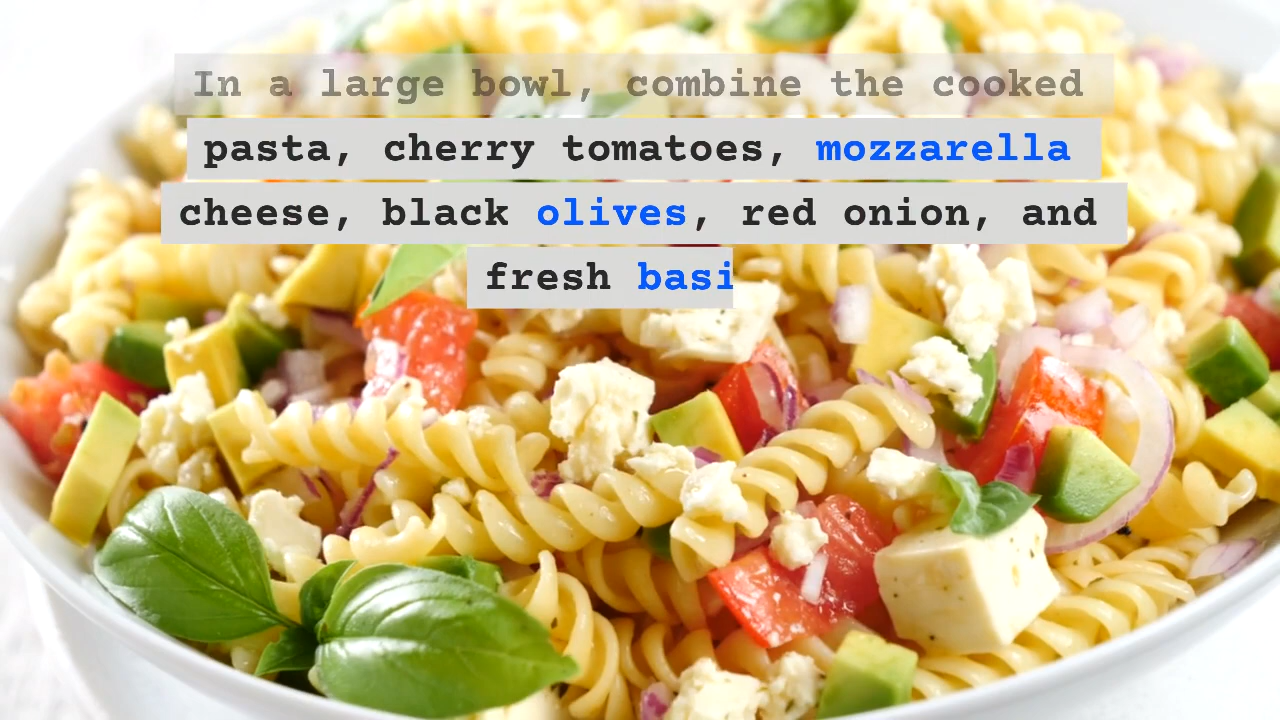 In a large bowl, combine the cooked
pasta, cherry tomatoes, mozzarella
cheese, black olives, red onion, and
fresh basi